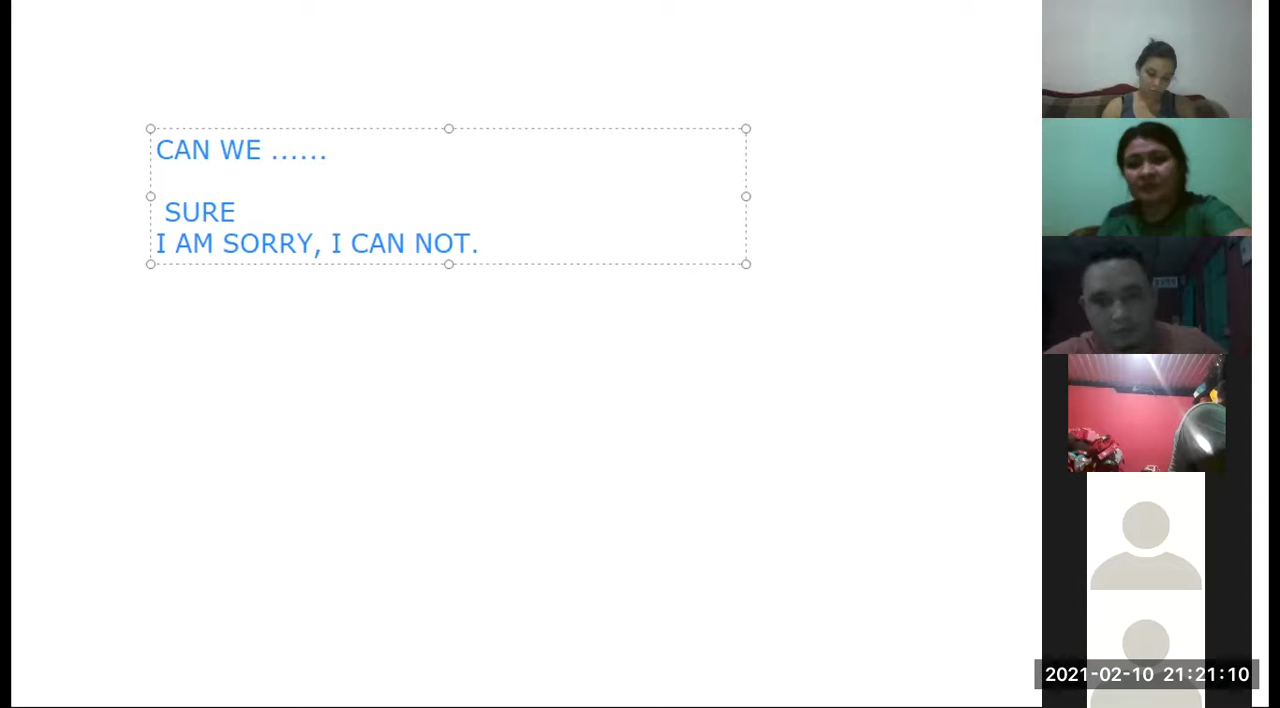 CAN WE ......
SURE
I AM SORRY, I CAN NOT.
2021-02-10 21:21:10